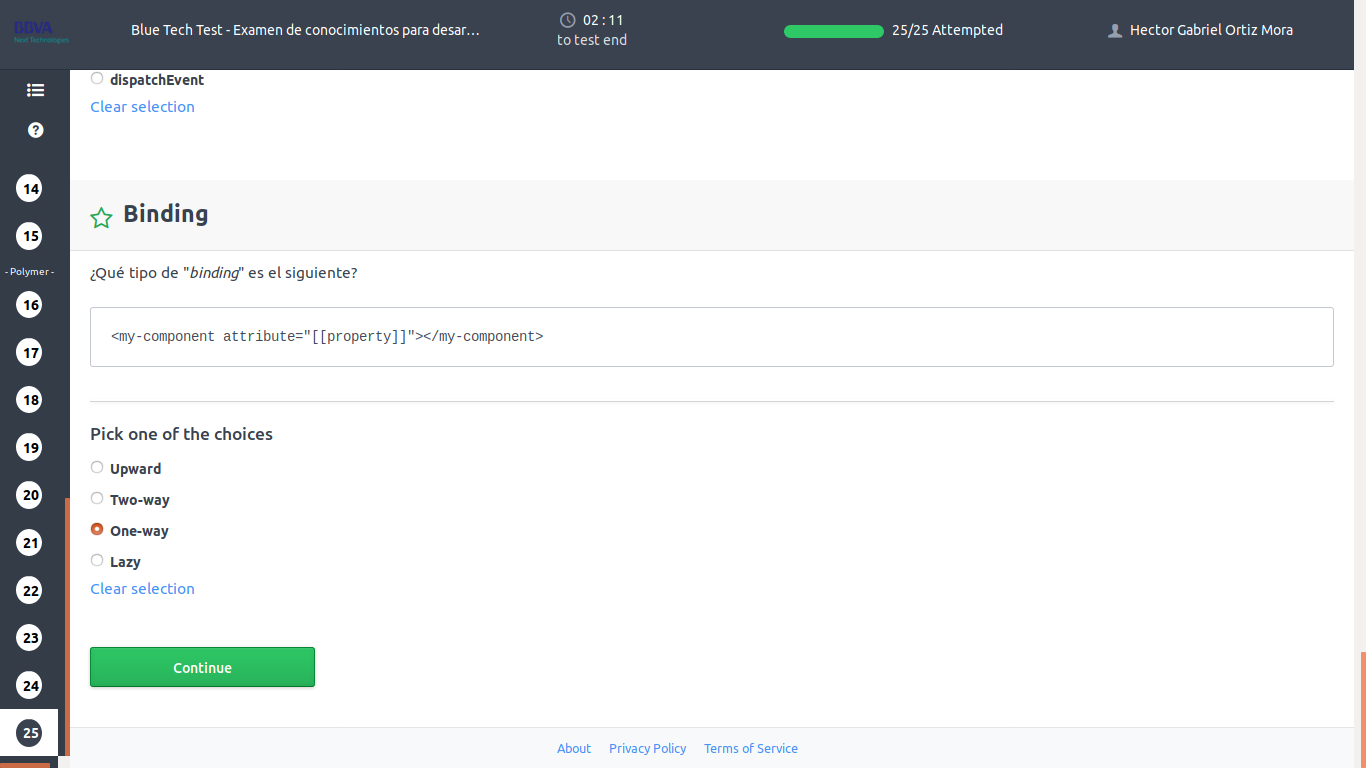 BBVA
Next Technologies
Blue Tech Test - Examen de conocimientos para desar...
02 : 11
to test end
25/25 Attempted
Hector Gabriel Ortiz Mora
dispatchEvent
Clear selection
?
14
15
- Polymer -
16
17
18
19
20
21
22
23
24
25
Binding
¿Qué tipo de "binding" es el siguiente?
<my-component attribute="[[property]]"></my-component>
Pick one of the choices
Upward
Two-way
One-way
Lazy
Clear selection
Continue
About Privacy Policy Terms of Service